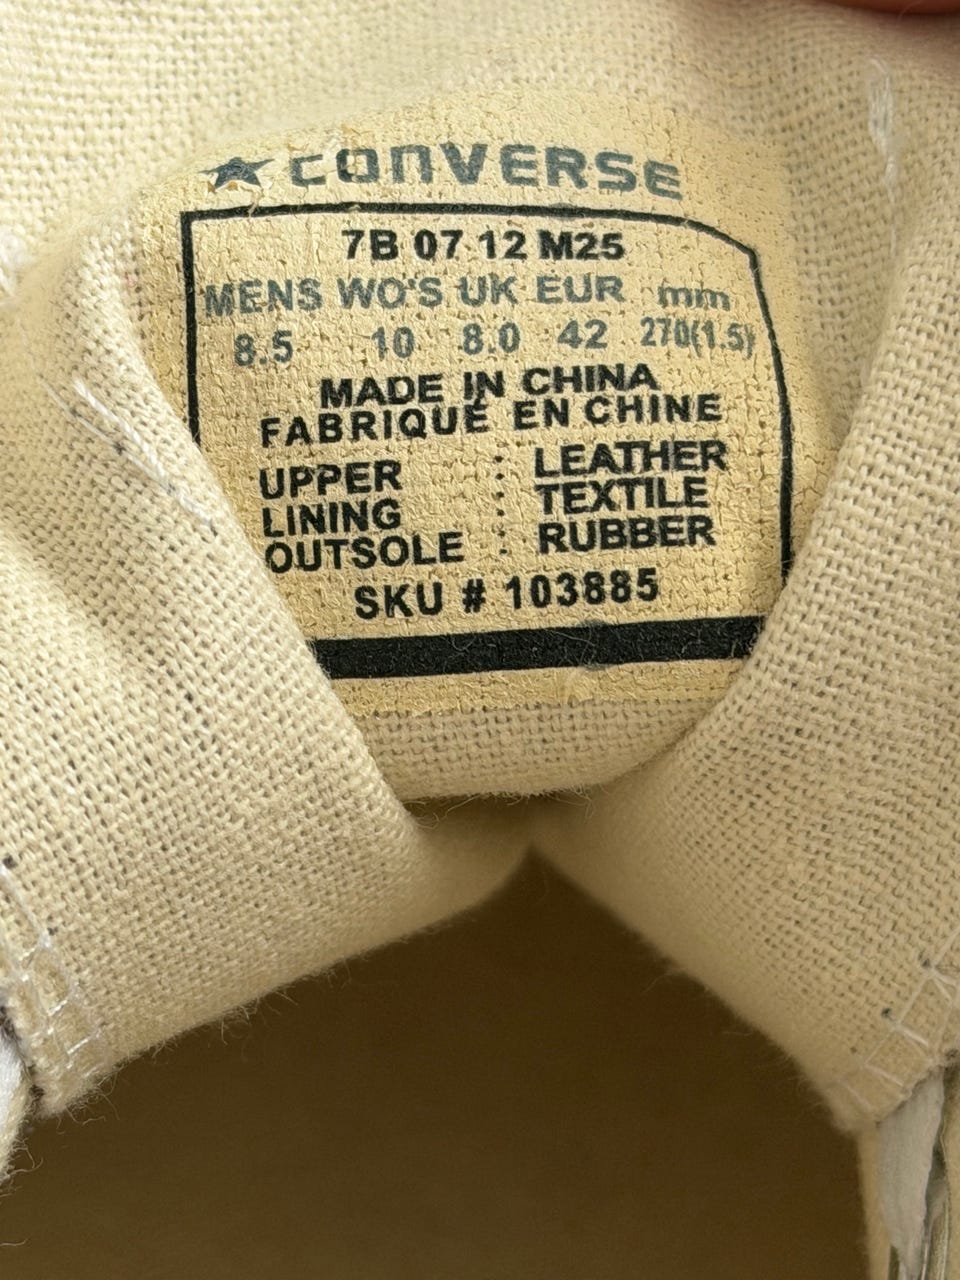 ★ CONVERSE
7B 07 12 M25
MENS WO'S UK EUR mm
8.5 10 8.0 42 270(1.5)
MADE IN CHINA
FABRIQUE EN CHINE
UPPER : LEATHER
LINING : TEXTILE
OUTSOLE : RUBBER
SKU # 103885